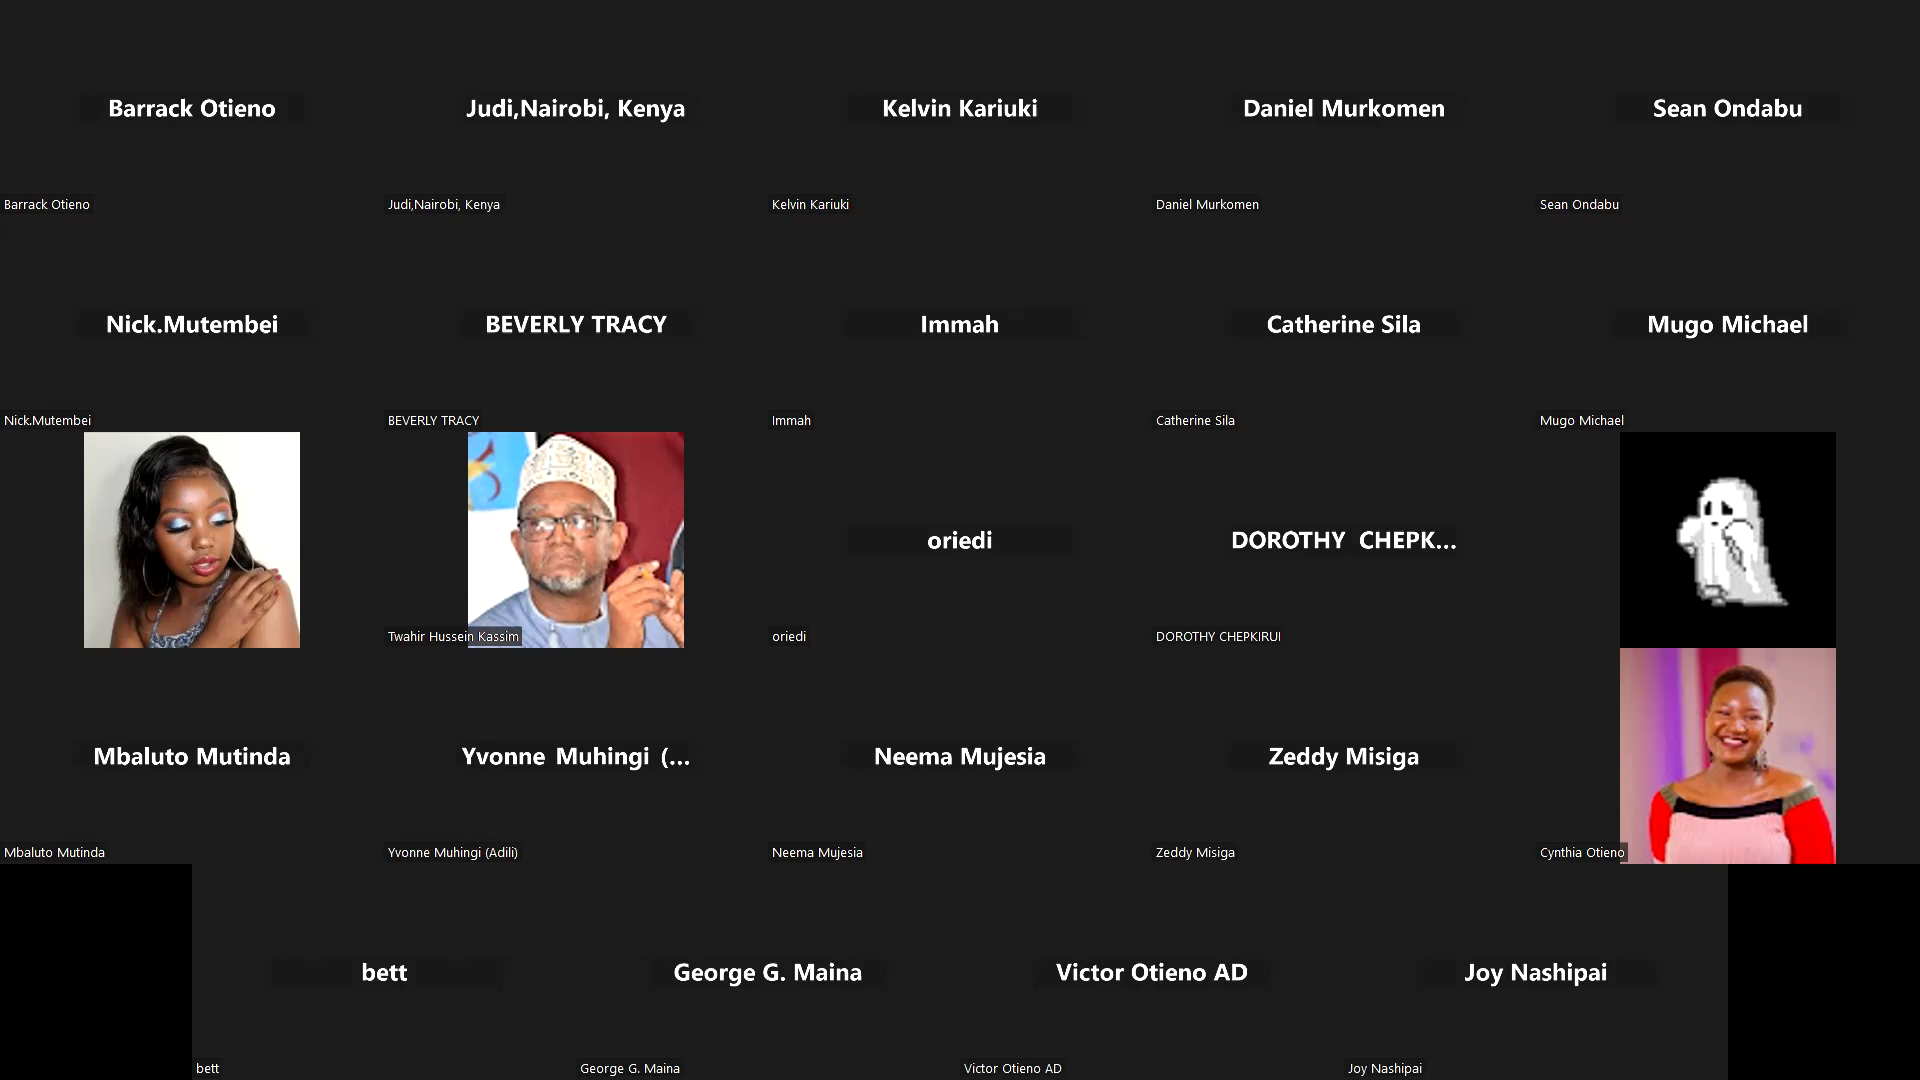 Barrack Otieno
Judi,Nairobi, Kenya
Kelvin Kariuki
Daniel Murkomen
Sean Ondabu
Barrack Otieno
Judi,Nairobi, Kenya
Kelvin Kariuki
Daniel Murkomen
Sean Ondabu
Nick.Mutembei
BEVERLY TRACY
Immah
Catherine Sila
Mugo Michael
Nick.Mutembei
BEVERLY TRACY
Immah
Catherine Sila
Mugo Michael
oriedi
DOROTHY CHEPK...
Twahir Hussein Kassim
oriedi
DOROTHY CHEPKIRUI
Mbaluto Mutinda
Yvonne Muhingi (...
Neema Mujesia
Zeddy Misiga
Mbaluto Mutinda
Yvonne Muhingi (Adili)
Neema Mujesia
Zeddy Misiga
Cynthia Otieno
bett
George G. Maina
Victor Otieno AD
Joy Nashipai
bett
George G. Maina
Victor Otieno AD
Joy Nashipai